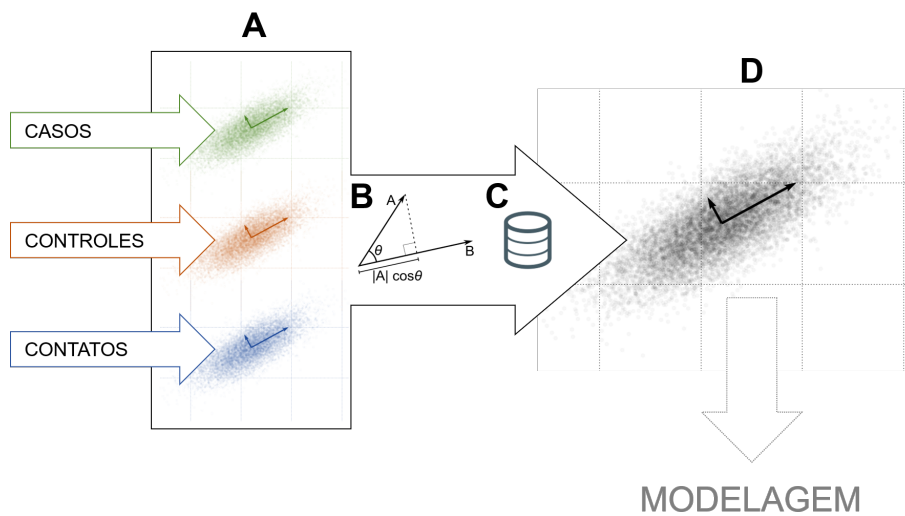 A
CASOS
CONTROLES
CONTATOS
B
A
θ
B
|A| cosθ
C
D
MODELAGEM